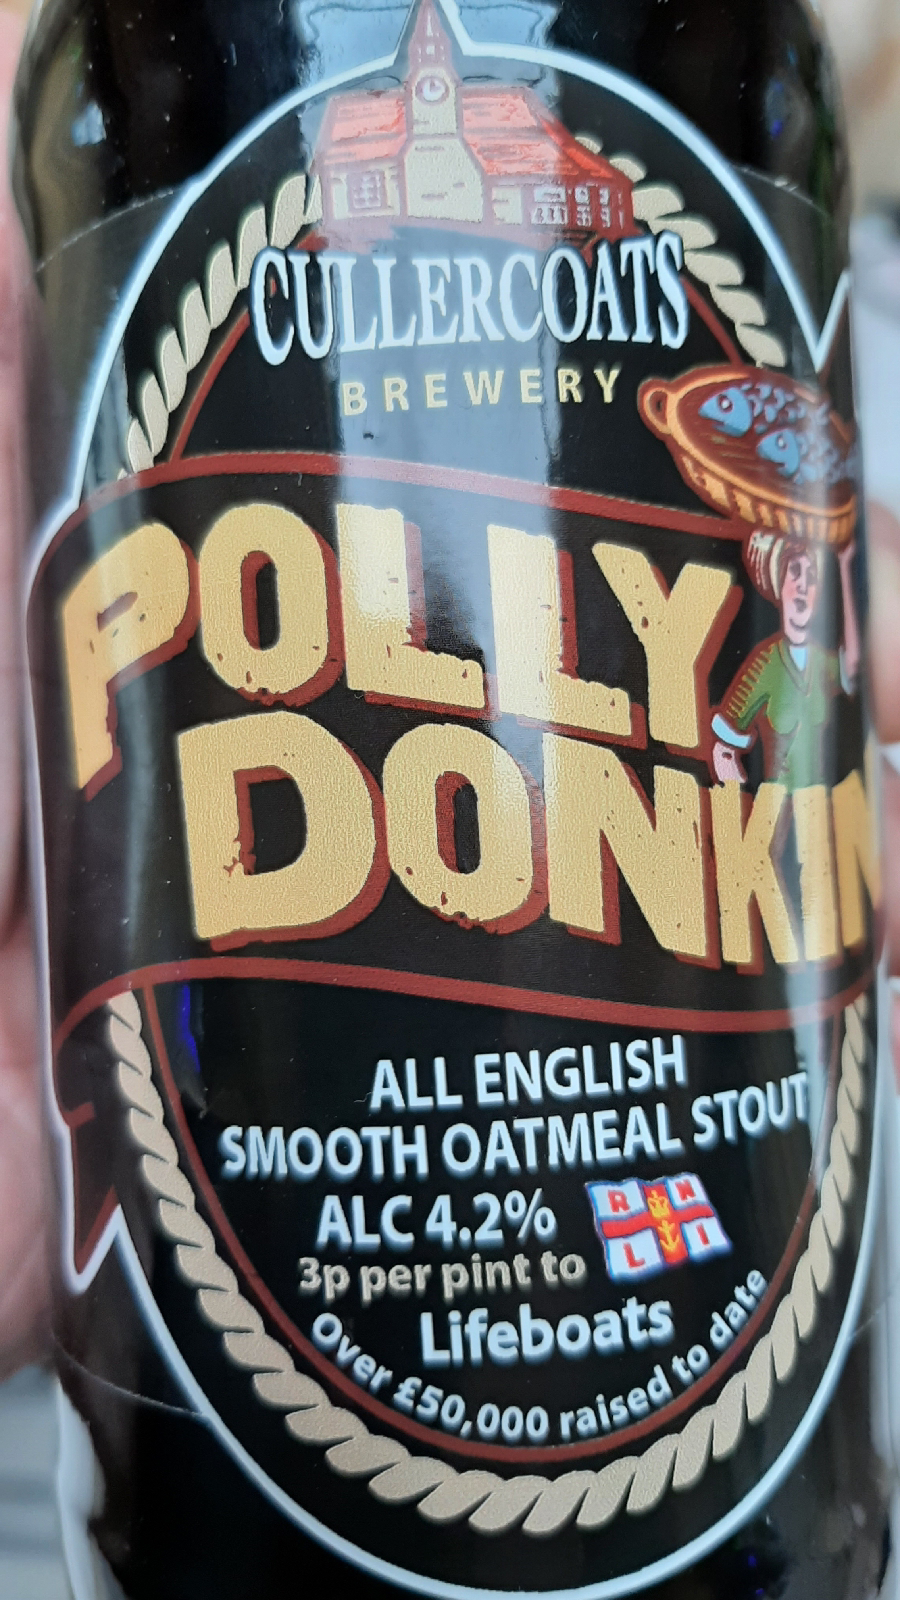 CULLERCOATS
BREWERY
POLLY
DONKIN
ALL ENGLISH
SMOOTH OATMEAL STOUT
ALC 4.2%
R N
L I
3p per pint to
Lifeboats
Over £50,000 raised to date